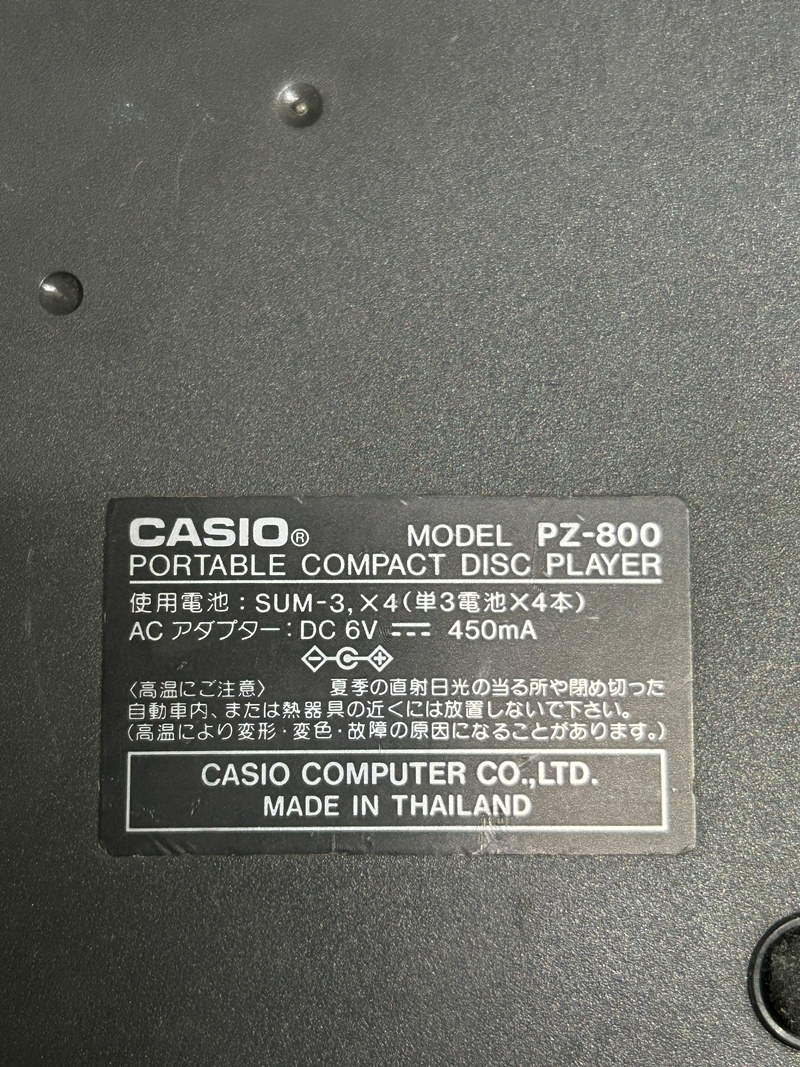 CASIO® MODEL PZ-800
PORTABLE COMPACT DISC PLAYER
使用電池：SUM-3,×4(単3電池×4本)
ACアダプター：DC 6V ⎓ 450mA
〈高温にご注意〉 夏季の直射日光の当る所や閉め切った
自動車内、または熱器具の近くには放置しないで下さい。
(高温により変形・変色・故障の原因になることがあります。)
CASIO COMPUTER CO.,LTD.
MADE IN THAILAND